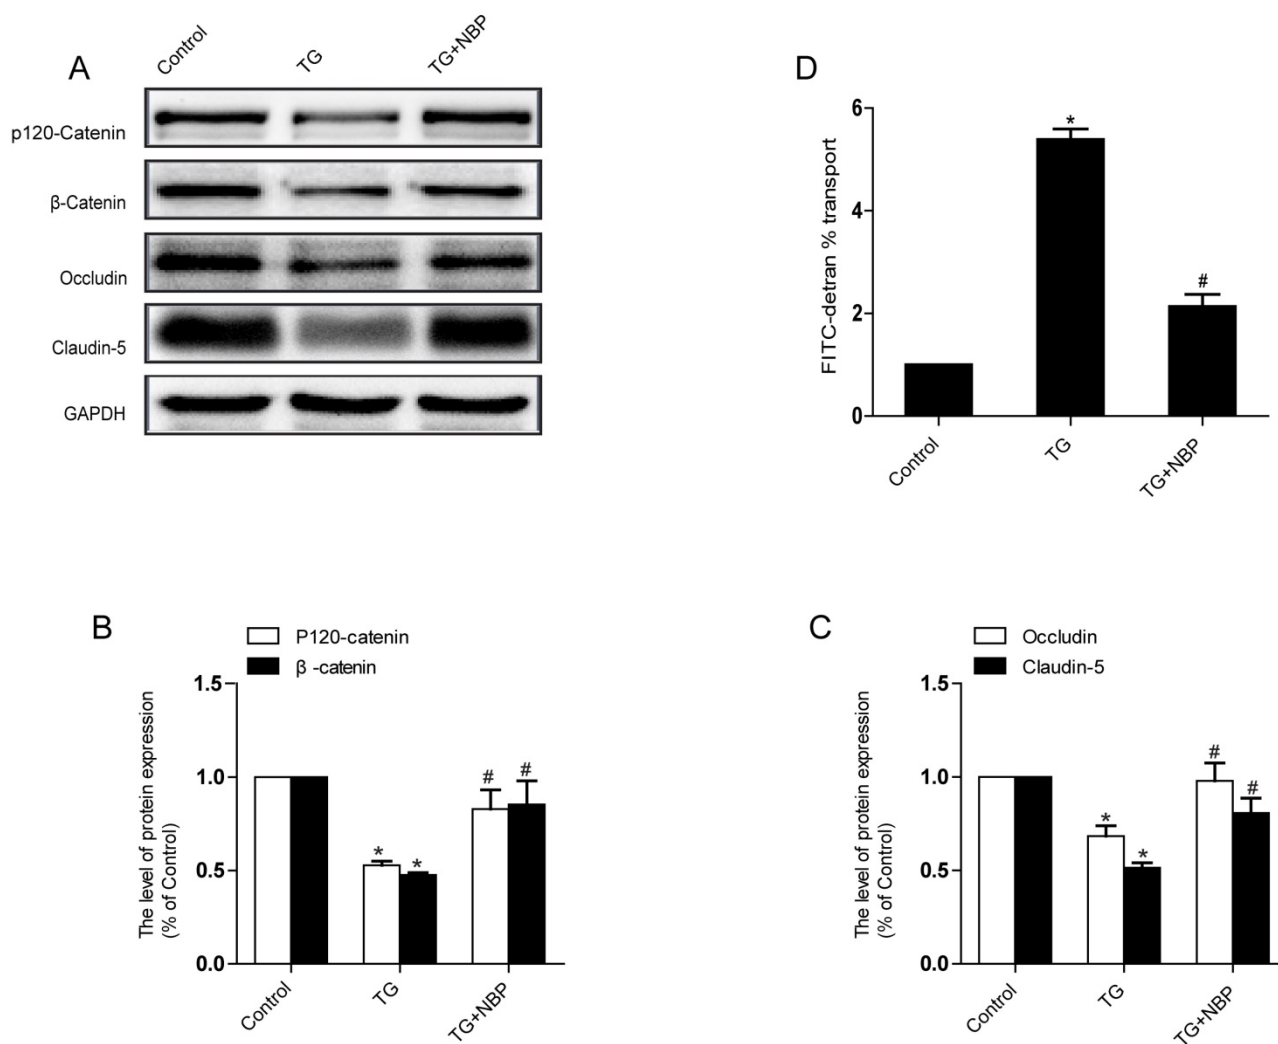 A
Control
TG
TG+NBP
p120-Catenin
β-Catenin
Occludin
Claudin-5
GAPDH
D
FITC-detran % transport
6
4
2
0
*
#
Control
TG
TG+NBP
B
P120-catenin
β -catenin
The level of protein expression
(% of Control)
1.5
1.0
0.5
0.0
*
*
#
#
Control
TG
TG+NBP
C
Occludin
Claudin-5
The level of protein expression
(% of Control)
1.5
1.0
0.5
0.0
*
*
#
#
Control
TG
TG+NBP